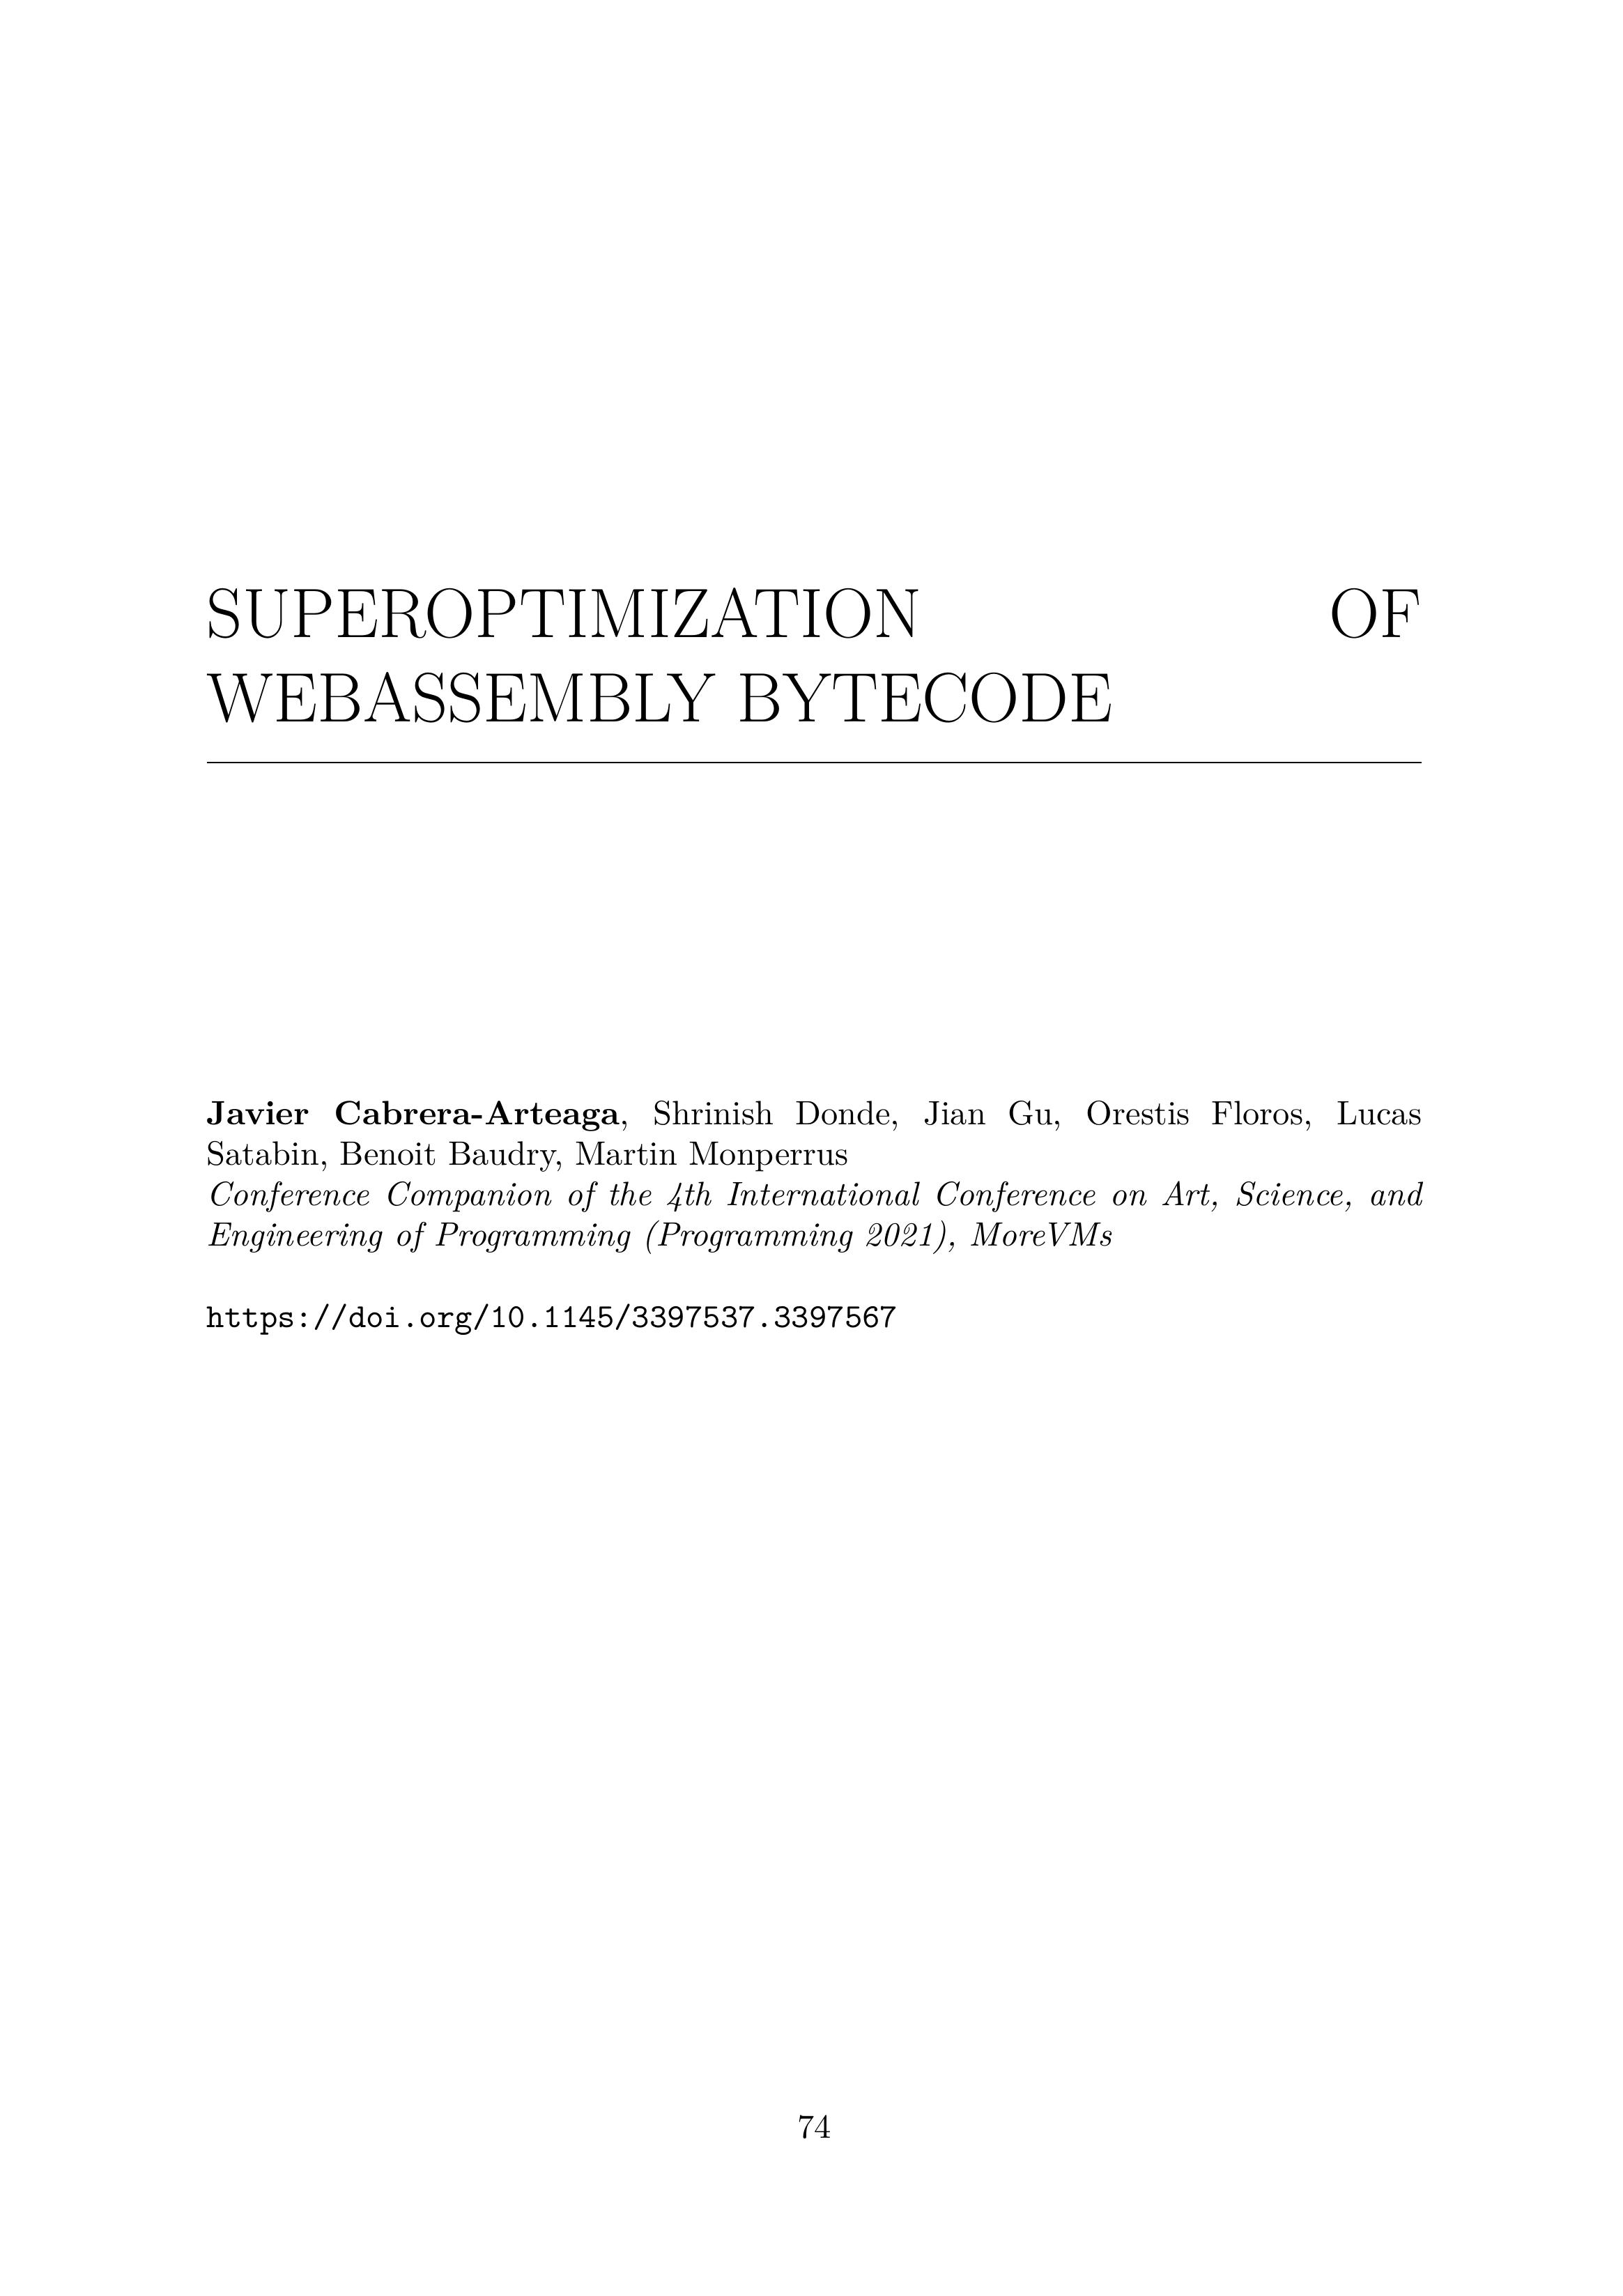 SUPEROPTIMIZATION OF
WEBASSEMBLY BYTECODE
Javier Cabrera-Arteaga, Shrinish Donde, Jian Gu, Orestis Floros, Lucas
Satabin, Benoit Baudry, Martin Monperrus
Conference Companion of the 4th International Conference on Art, Science, and
Engineering of Programming (Programming 2021), MoreVMs
https://doi.org/10.1145/3397537.3397567
74